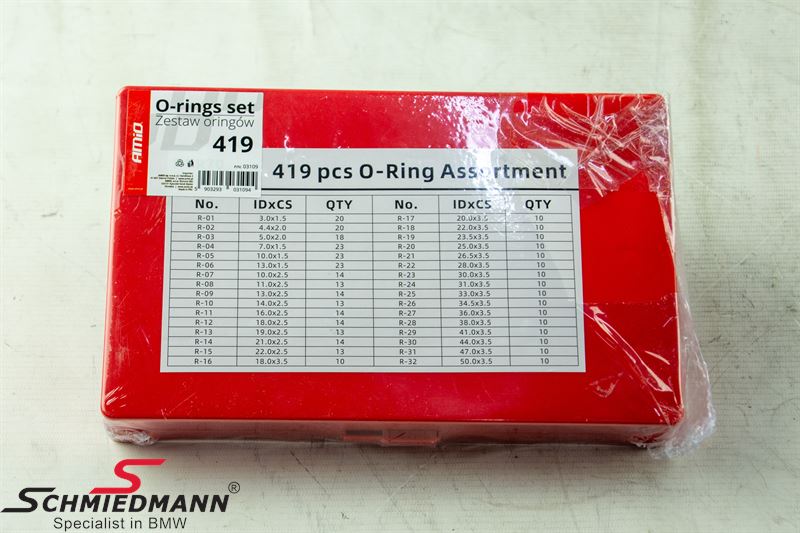 AMiO
O-rings set
Zestaw oringów
419
P/N: 03109
5 903293 031094
419 pcs O-Ring Assortment
No. IDxCS QTY No. IDxCS QTY
R-01 3.0x1.5 20 R-17 20.0x3.5 10
R-02 4.4x2.0 20 R-18 22.0x3.5 10
R-03 5.0x2.0 18 R-19 23.5x3.5 10
R-04 7.0x1.5 23 R-20 25.0x3.5 10
R-05 10.0x1.5 23 R-21 26.5x3.5 10
R-06 13.0x1.5 23 R-22 28.0x3.5 10
R-07 10.0x2.5 14 R-23 30.0x3.5 10
R-08 11.0x2.5 13 R-24 31.0x3.5 10
R-09 13.0x2.5 14 R-25 33.0x3.5 10
R-10 14.0x2.5 13 R-26 34.5x3.5 10
R-11 16.0x2.5 14 R-27 36.0x3.5 10
R-12 18.0x2.5 14 R-28 38.0x3.5 10
R-13 19.0x2.5 13 R-29 41.0x3.5 10
R-14 21.0x2.5 14 R-30 44.0x3.5 10
R-15 22.0x2.5 13 R-31 47.0x3.5 10
R-16 18.0x3.5 10 R-32 50.0x3.5 10
SCHMIEDMANN®
Specialist in BMW